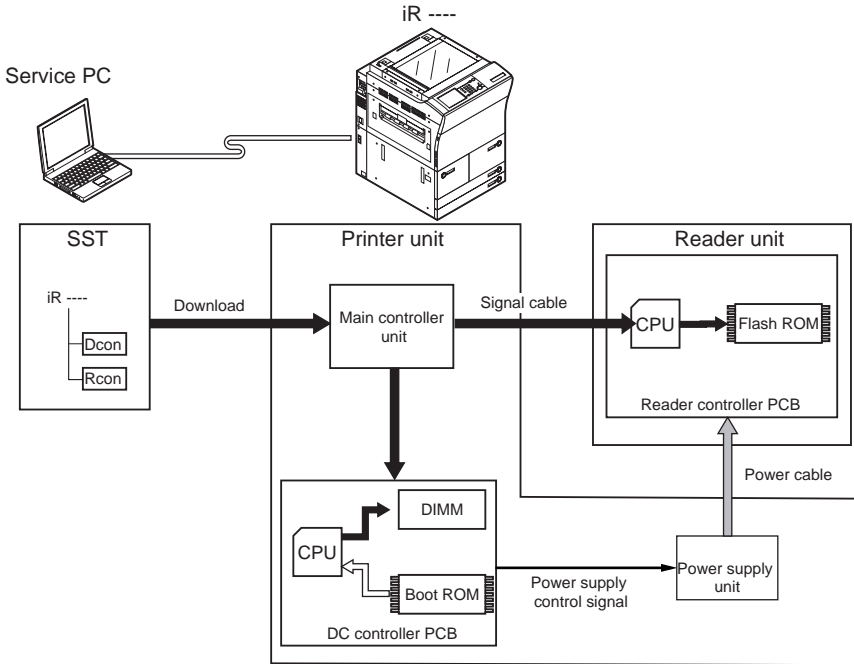 iR ----
Service PC
SST
Printer unit
Reader unit
iR ----
Download
Signal cable
Main controller
unit
CPU
Flash ROM
Dcon
Rcon
Reader controller PCB
Power cable
DIMM
CPU
Boot ROM
Power supply
control signal
Power supply
unit
DC controller PCB